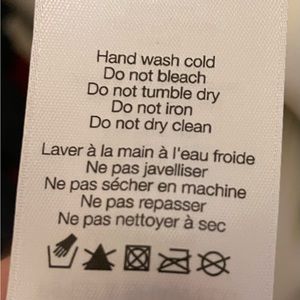 Hand wash cold
Do not bleach
Do not tumble dry
Do not iron
Do not dry clean
Laver à la main à l'eau froide
Ne pas javelliser
Ne pas sécher en machine
Ne pas repasser
Ne pas nettoyer à sec